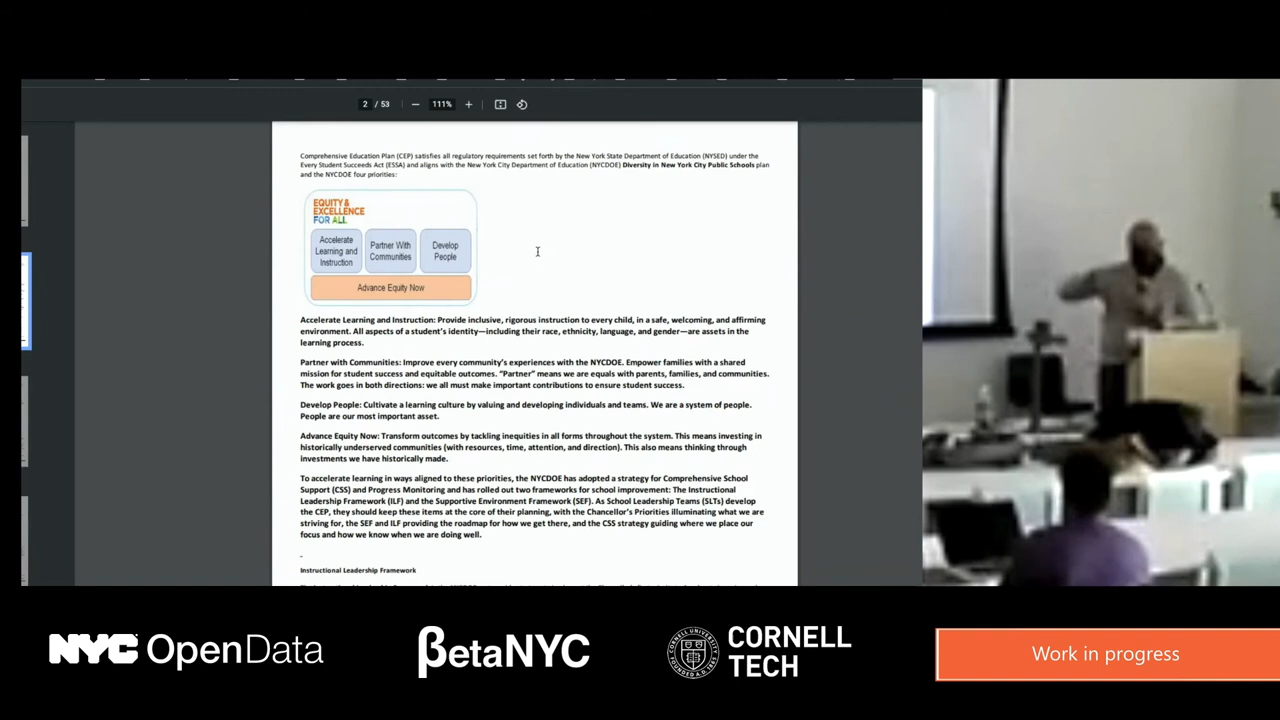 2 / 53
111%
Comprehensive Education Plan (CEP) satisfies all regulatory requirements set forth by the New York State Department of Education (NYSED) under the
Every Student Succeeds Act (ESSA) and aligns with the New York City Department of Education (NYCDOE) Diversity in New York City Public Schools plan
and the NYCDOE four priorities:
EQUITY &
EXCELLENCE
FOR ALL
Accelerate
Learning and
Instruction
Partner With
Communities
Develop
People
Advance Equity Now
Accelerate Learning and Instruction: Provide inclusive, rigorous instruction to every child, in a safe, welcoming, and affirming
environment. All aspects of a student's identity—including their race, ethnicity, language, and gender—are assets in the
learning process.
Partner with Communities: Improve every community's experiences with the NYCDOE. Empower families with a shared
mission for student success and equitable outcomes. "Partner" means we are equals with parents, families, and communities.
The work goes in both directions: we all must make important contributions to ensure student success.
Develop People: Cultivate a learning culture by valuing and developing individuals and teams. We are a system of people.
People are our most important asset.
Advance Equity Now: Transform outcomes by tackling inequities in all forms throughout the system. This means investing in
historically underserved communities (with resources, time, attention, and direction). This also means thinking through
investments we have historically made.
To accelerate learning in ways aligned to these priorities, the NYCDOE has adopted a strategy for Comprehensive School
Support (CSS) and Progress Monitoring and has rolled out two frameworks for school improvement: The Instructional
Leadership Framework (ILF) and the Supportive Environment Framework (SEF). As School Leadership Teams (SLTs) develop
the CEP, they should keep these items at the core of their planning, with the Chancellor's Priorities illuminating what we are
striving for, the SEF and ILF providing the roadmap for how we get there, and the CSS strategy guiding where we place our
focus and how we know when we are doing well.
Instructional Leadership Framework
NYC OpenData
βetaNYC
CORNELL
TECH
Work in progress